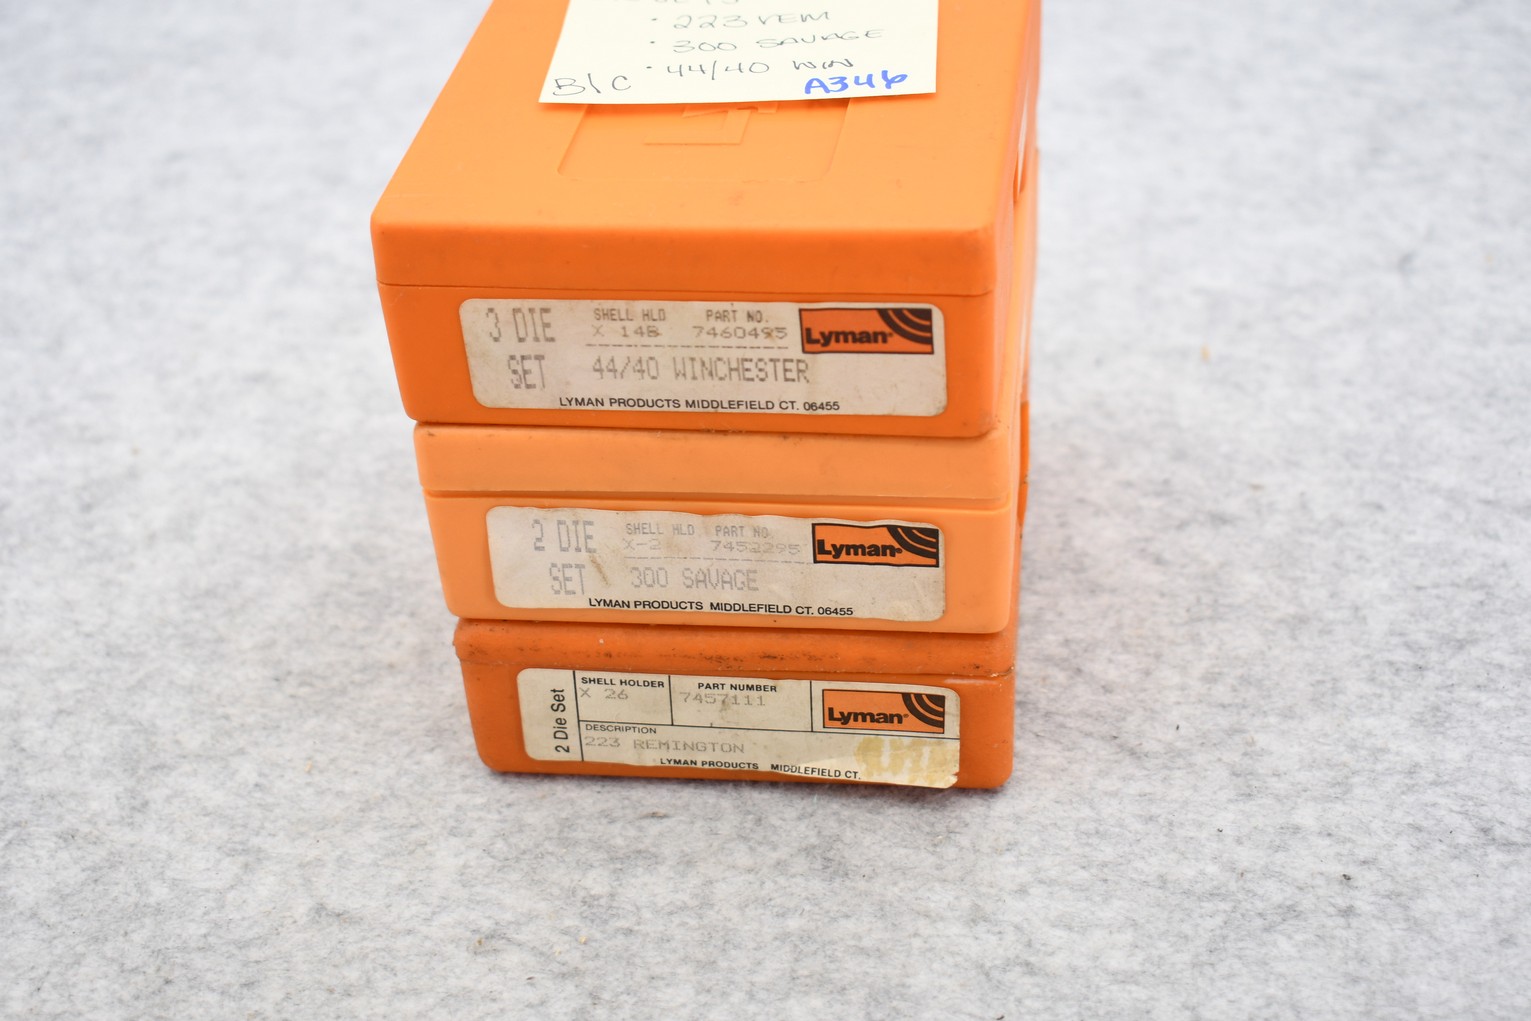 · 223 REM
· 300 SAVAGE
B/C · 44/40 WIN
A346
3 DIE SET
SHELL HLD PART NO.
X 14B 7460495
44/40 WINCHESTER
Lyman®
LYMAN PRODUCTS MIDDLEFIELD CT. 06455
2 DIE SET
SHELL HLD PART NO.
X-2 7452295
300 SAVAGE
Lyman®
LYMAN PRODUCTS MIDDLEFIELD CT. 06455
2 Die Set
SHELL HOLDER PART NUMBER
X 26 7457111
DESCRIPTION
223 REMINGTON
Lyman®
LYMAN PRODUCTS MIDDLEFIELD CT.